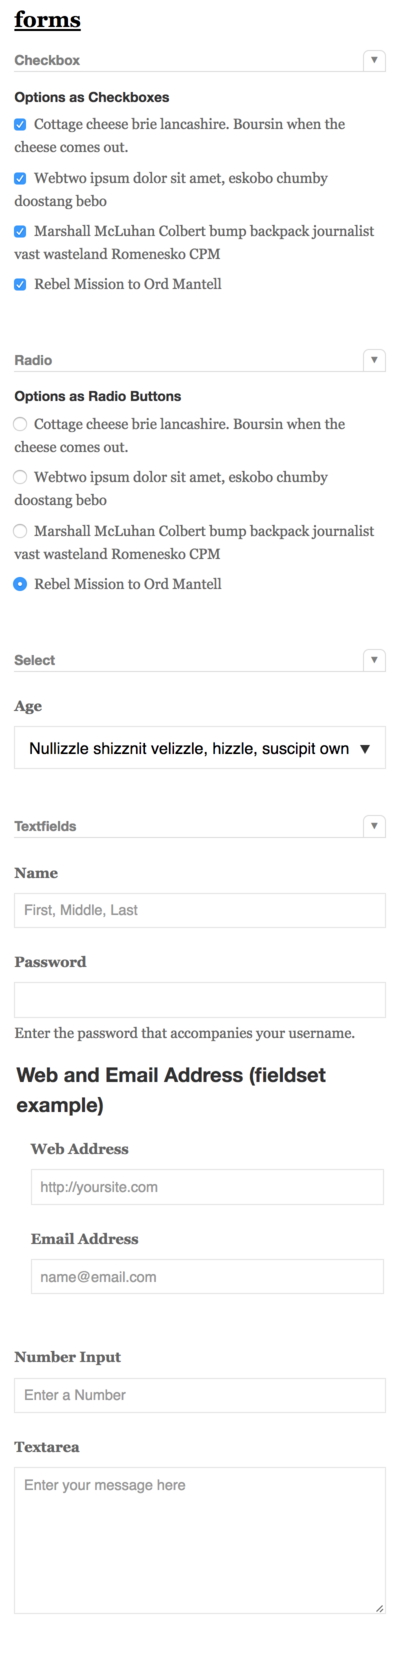 forms
Checkbox
Options as Checkboxes
Cottage cheese brie lancashire. Boursin when the
cheese comes out.
Webtwo ipsum dolor sit amet, eskobo chumby
doostang bebo
Marshall McLuhan Colbert bump backpack journalist
vast wasteland Romenesko CPM
Rebel Mission to Ord Mantell
Radio
Options as Radio Buttons
Cottage cheese brie lancashire. Boursin when the
cheese comes out.
Webtwo ipsum dolor sit amet, eskobo chumby
doostang bebo
Marshall McLuhan Colbert bump backpack journalist
vast wasteland Romenesko CPM
Rebel Mission to Ord Mantell
Select
Age
Nullizzle shizznit velizzle, hizzle, suscipit own
Textfields
Name
First, Middle, Last
Password
Enter the password that accompanies your username.
Web and Email Address (fieldset
example)
Web Address
http://yoursite.com
Email Address
name@email.com
Number Input
Enter a Number
Textarea
Enter your message here